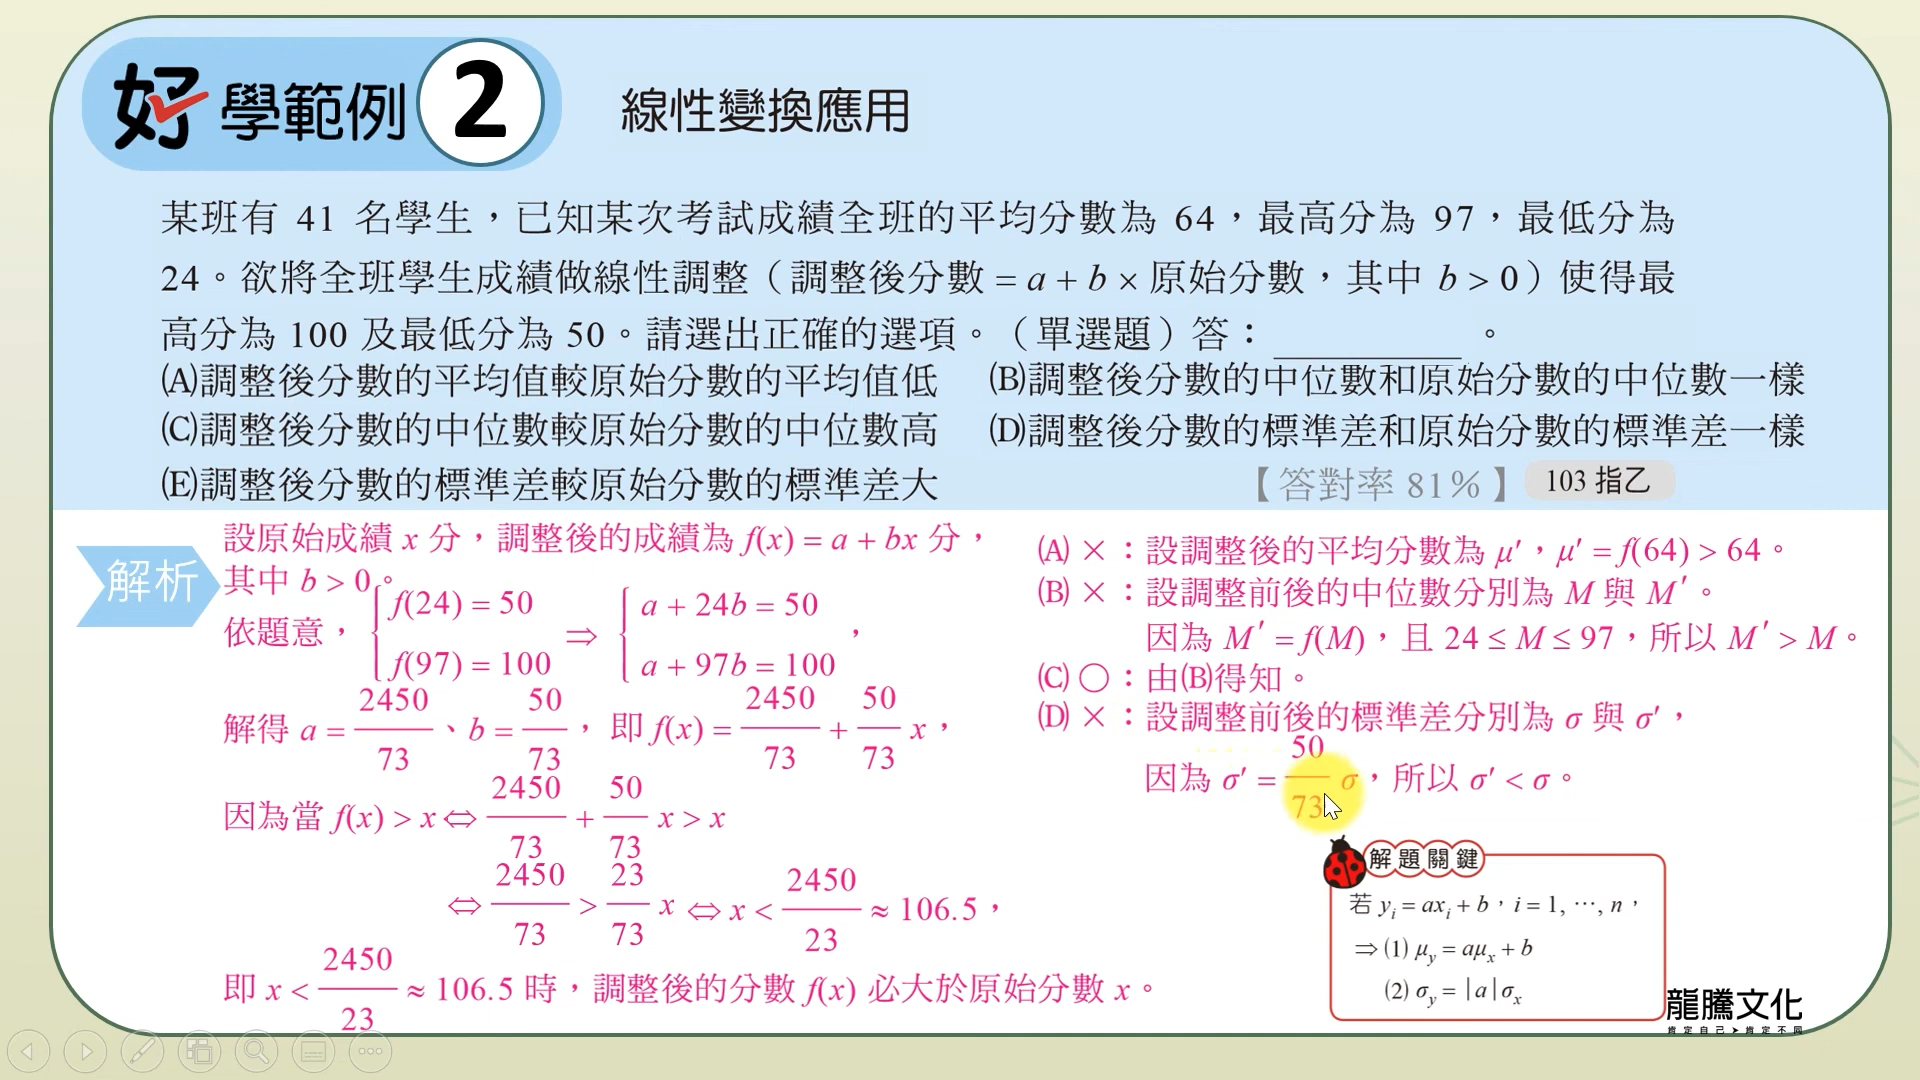 好學範例 2 線性變換應用
某班有 41 名學生，已知某次考試成績全班的平均分數為 64，最高分為 97，最低分為
24。欲將全班學生成績做線性調整（調整後分數 = a + b × 原始分數，其中 b > 0）使得最
高分為 100 及最低分為 50。請選出正確的選項。（單選題）答：________。
(A)調整後分數的平均值較原始分數的平均值低 (B)調整後分數的中位數和原始分數的中位數一樣
(C)調整後分數的中位數較原始分數的中位數高 (D)調整後分數的標準差和原始分數的標準差一樣
(E)調整後分數的標準差較原始分數的標準差大 【答對率 81%】 103 指乙
解析
設原始成績 x 分，調整後的成績為 f(x) = a + bx 分，
其中 b > 0。
依題意，{ f(24) = 50 f(97) = 100 ⇒ { a + 24b = 50 a + 97b = 100 ，
解得 a = 2450/73、b = 50/73，即 f(x) = 2450/73 + 50/73 x，
因為當 f(x) > x ⇔ 2450/73 + 50/73 x > x
⇔ 2450/73 > 23/73 x ⇔ x < 2450/23 ≈ 106.5，
即 x < 2450/23 ≈ 106.5 時，調整後的分數 f(x) 必大於原始分數 x。
(A) ×：設調整後的平均分數為 μ′，μ′ = f(64) > 64。
(B) ×：設調整前後的中位數分別為 M 與 M′。
因為 M′ = f(M)，且 24 ≤ M ≤ 97，所以 M′ > M。
(C) ○：由(B)得知。
(D) ×：設調整前後的標準差分別為 σ 與 σ′，
因為 σ′ = 50/73 σ，所以 σ′ < σ。
解題關鍵
若 yᵢ = axᵢ + b，i = 1, ⋯, n，
⇒ (1) μy = aμx + b
(2) σy = |a|σx
龍騰文化
肯定自己➤肯定不同